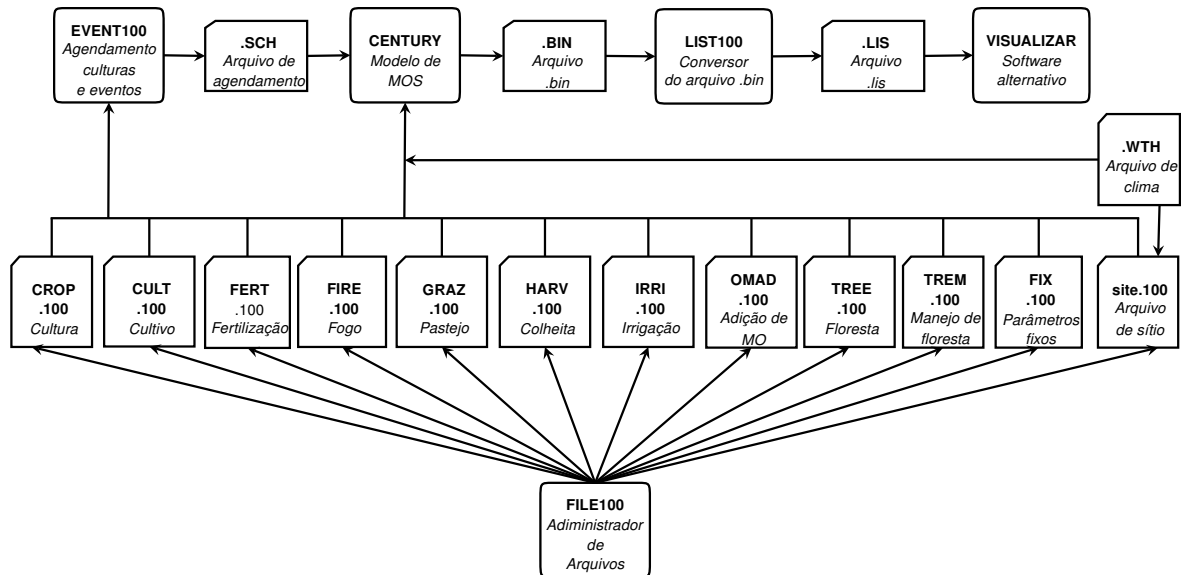 EVENT100
Agendamento
culturas
e eventos
.SCH
Arquivo de
agendamento
CENTURY
Modelo de
MOS
.BIN
Arquivo
.bin
LIST100
Conversor
do arquivo .bin
.LIS
Arquivo
.lis
VISUALIZAR
Software
alternativo
.WTH
Arquivo de
clima
CROP
.100
Cultura
CULT
.100
Cultivo
FERT
.100
Fertilização
FIRE
.100
Fogo
GRAZ
.100
Pastejo
HARV
.100
Colheita
IRRI
.100
Irrigação
OMAD
.100
Adição de
MO
TREE
.100
Floresta
TREM
.100
Manejo de
floresta
FIX
.100
Parâmetros
fixos
site.100
Arquivo
de sítio
FILE100
Adiministrador
de
Arquivos